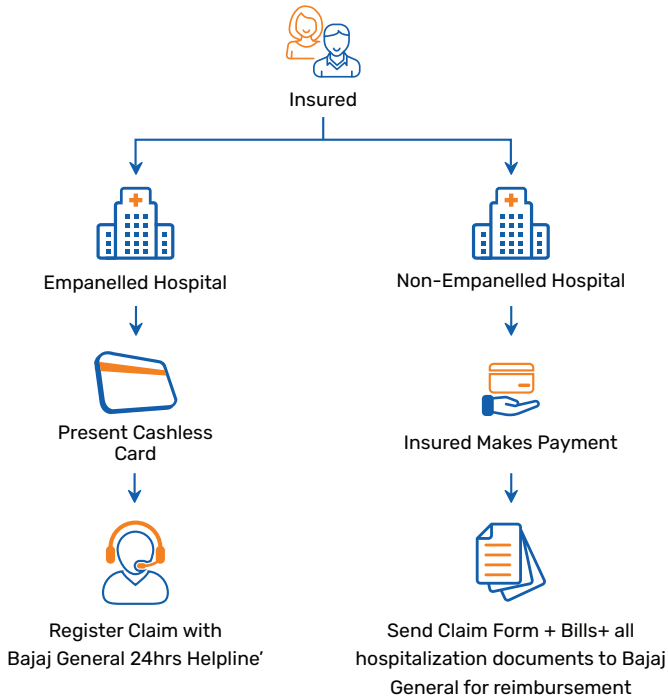 Insured
Empanelled Hospital
Non-Empanelled Hospital
Present Cashless
Card
Insured Makes Payment
Register Claim with
Bajaj General 24hrs Helpline’
Send Claim Form + Bills+ all
hospitalization documents to Bajaj
General for reimbursement